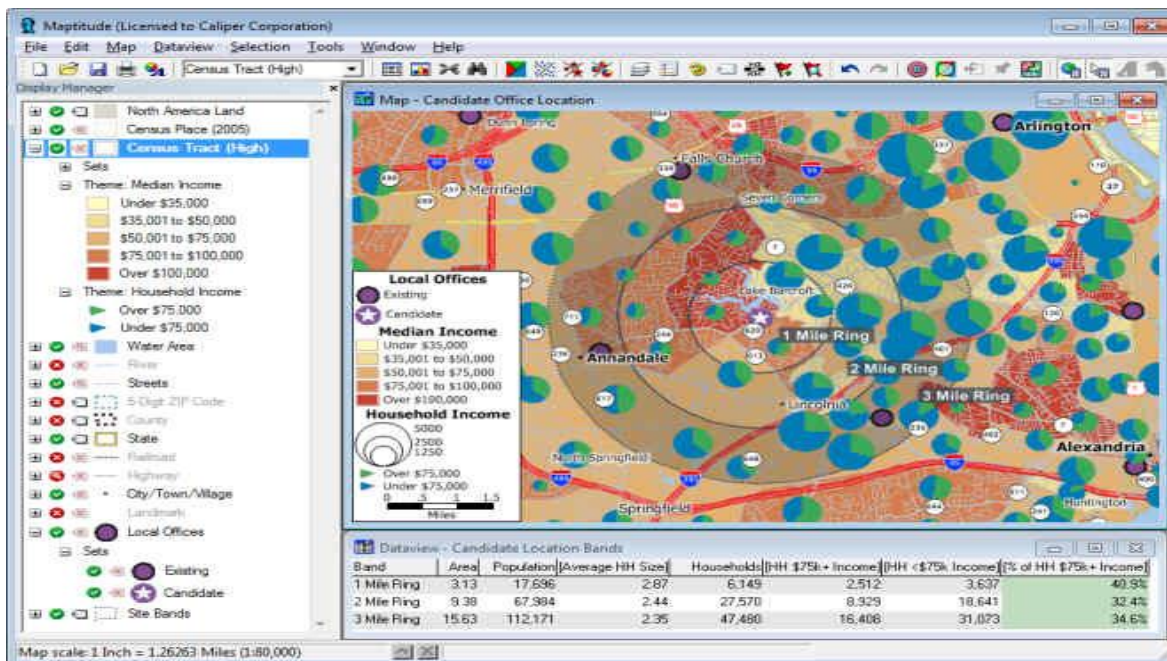 Maptitude (Licensed to Caliper Corporation)
File Edit Map Dataview Selection Tools Window Help
Census Tract (High)
Display Manager
North America Land
Census Place (2005)
Census Tract (High)
Sets
Theme: Median Income
Under $35,000
$35,001 to $50,000
$50,001 to $75,000
$75,001 to $100,000
Over $100,000
Theme: Household Income
Over $75,000
Under $75,000
Water Area
River
Streets
5-Digit ZIP Code
County
State
Railroad
Highway
City/Town/Village
Landmark
Local Offices
Sets
Existing
Candidate
Site Bands
Map - Candidate Office Location
Dunn Loring
Arlington
Falls Church
Merrifield
Seven Corners
Lake Barcroft
1 Mile Ring
Annandale
2 Mile Ring
3 Mile Ring
Lincolnia
Alexandria
North Springfield
Springfield
Huntington
Local Offices
Existing
Candidate
Median Income
Under $35,000
$35,001 to $50,000
$50,001 to $75,000
$75,001 to $100,000
Over $100,000
Household Income
5000
2500
1250
Over $75,000
Under $75,000
0 .5 1 1.5
Miles
Dataview - Candidate Location Bands
Band Area Population [Average HH Size] Households [HH $75k+ Income] [HH <$75k Income] [% of HH $75k+ Income]
1 Mile Ring 3.13 17,696 2.87 6,149 2,512 3,637 40.9%
2 Mile Ring 9.38 67,984 2.44 27,570 8,929 18,641 32.4%
3 Mile Ring 15.63 112,171 2.35 47,480 16,408 31,073 34.6%
Map scale: 1 Inch = 1.26263 Miles (1:80,000)